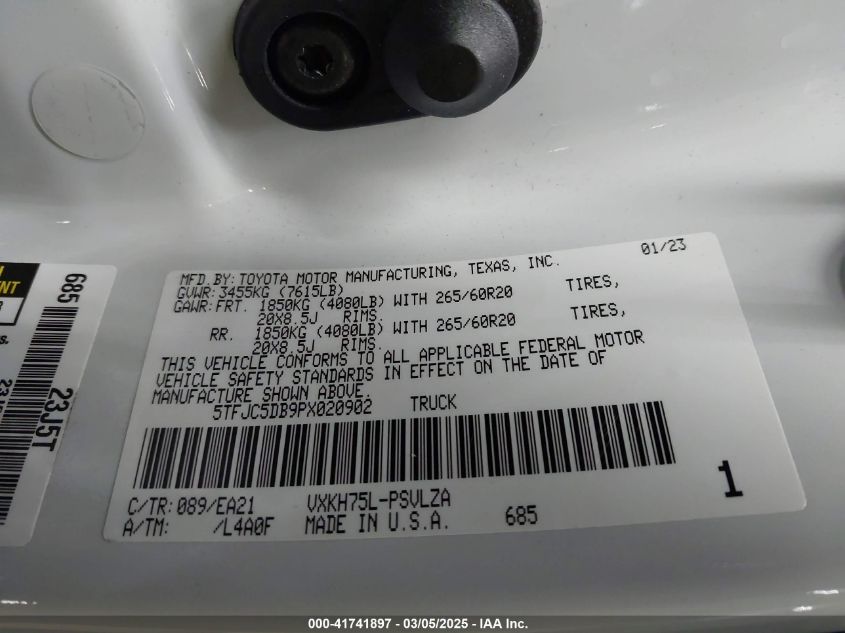 01/23
MFD.BY: TOYOTA MOTOR MANUFACTURING, TEXAS, INC.
GVWR: 3455KG (7615LB)
GAWR: FRT. 1850KG (4080LB) WITH 265/60R20 TIRES,
20X8.5J RIMS.
RR. 1850KG (4080LB) WITH 265/60R20 TIRES,
20X8.5J RIMS.
THIS VEHICLE CONFORMS TO ALL APPLICABLE FEDERAL MOTOR
VEHICLE SAFETY STANDARDS IN EFFECT ON THE DATE OF
MANUFACTURE SHOWN ABOVE.
5TFJC5DB9PX020902 TRUCK
C/TR: 089/EA21 VXKH75L-PSVLZA
A/TM: /L4A0F MADE IN U.S.A. 685
1
685
23J5T
000-41741897 - 03/05/2025 - IAA Inc.